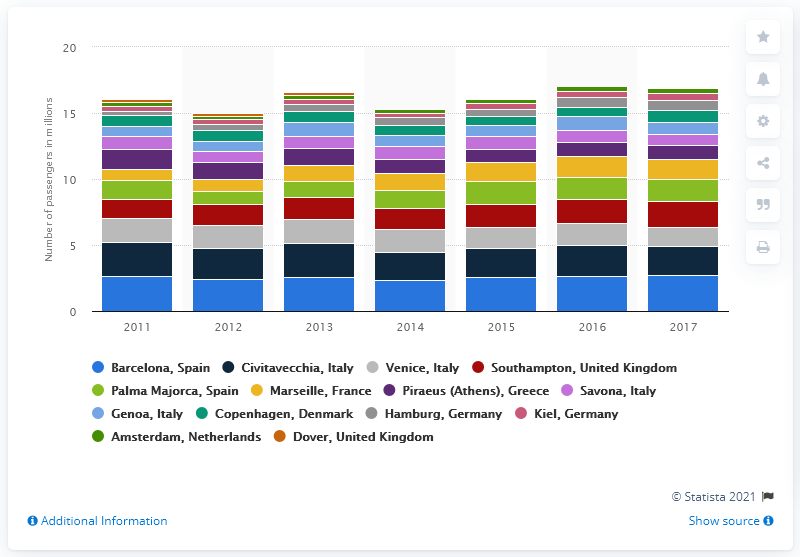 20
15
10
5
0
Number of passengers in millions
2011 2012 2013 2014 2015 2016 2017
Barcelona, Spain Civitavecchia, Italy Venice, Italy Southampton, United Kingdom
Palma Majorca, Spain Marseille, France Piraeus (Athens), Greece Savona, Italy
Genoa, Italy Copenhagen, Denmark Hamburg, Germany Kiel, Germany
Amsterdam, Netherlands Dover, United Kingdom
© Statista 2021
Additional Information Show source